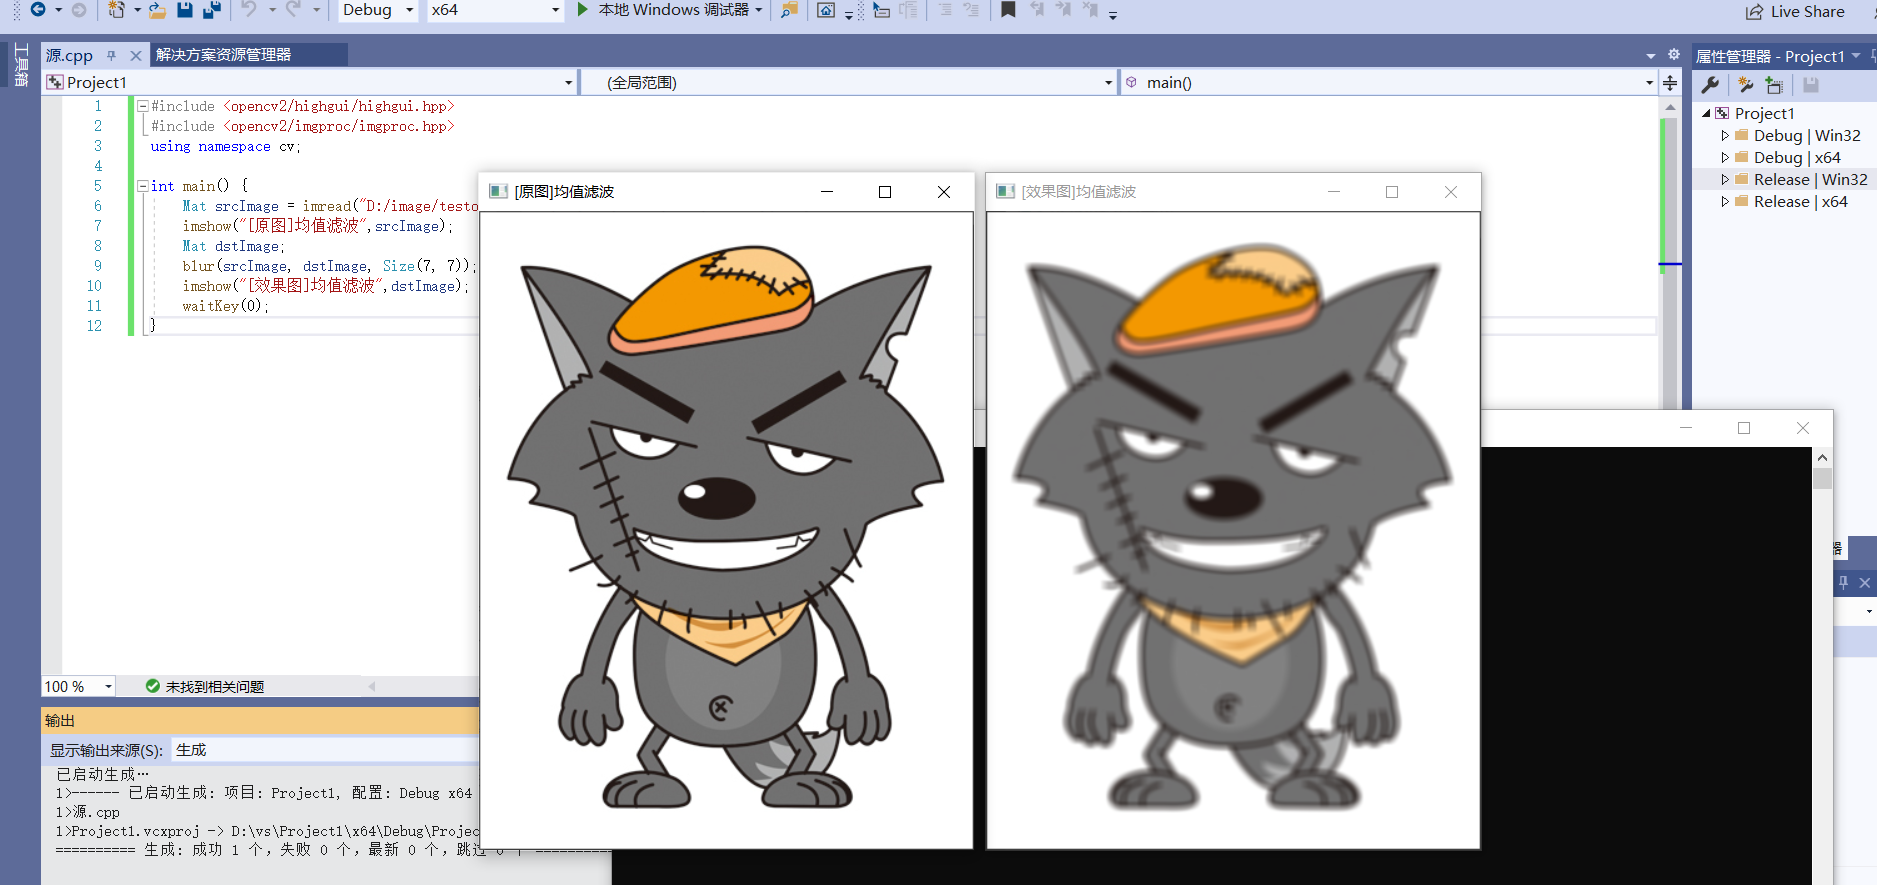 Debug x64 本地 Windows 调试器 Live Share
工具箱
源.cpp 解决方案资源管理器
Project1 (全局范围) main()
1 #include <opencv2/highgui/highgui.hpp>
2 #include <opencv2/imgproc/imgproc.hpp>
3 using namespace cv;
4
5 int main() {
6 Mat srcImage = imread("D:/image/testo
7 imshow("[原图]均值滤波",srcImage);
8 Mat dstImage;
9 blur(srcImage, dstImage, Size(7, 7));
10 imshow("[效果图]均值滤波",dstImage);
11 waitKey(0);
12 }
[原图]均值滤波
[效果图]均值滤波
属性管理器 - Project1
Project1
Debug | Win32
Debug | x64
Release | Win32
Release | x64
器
100 % 未找到相关问题
输出
显示输出来源(S): 生成
已启动生成…
1>------ 已启动生成: 项目: Project1, 配置: Debug x64
1>源.cpp
1>Project1.vcxproj -> D:\vs\Project1\x64\Debug\Projec
========== 生成: 成功 1 个，失败 0 个，最新 0 个，跳过 0 个 ==========